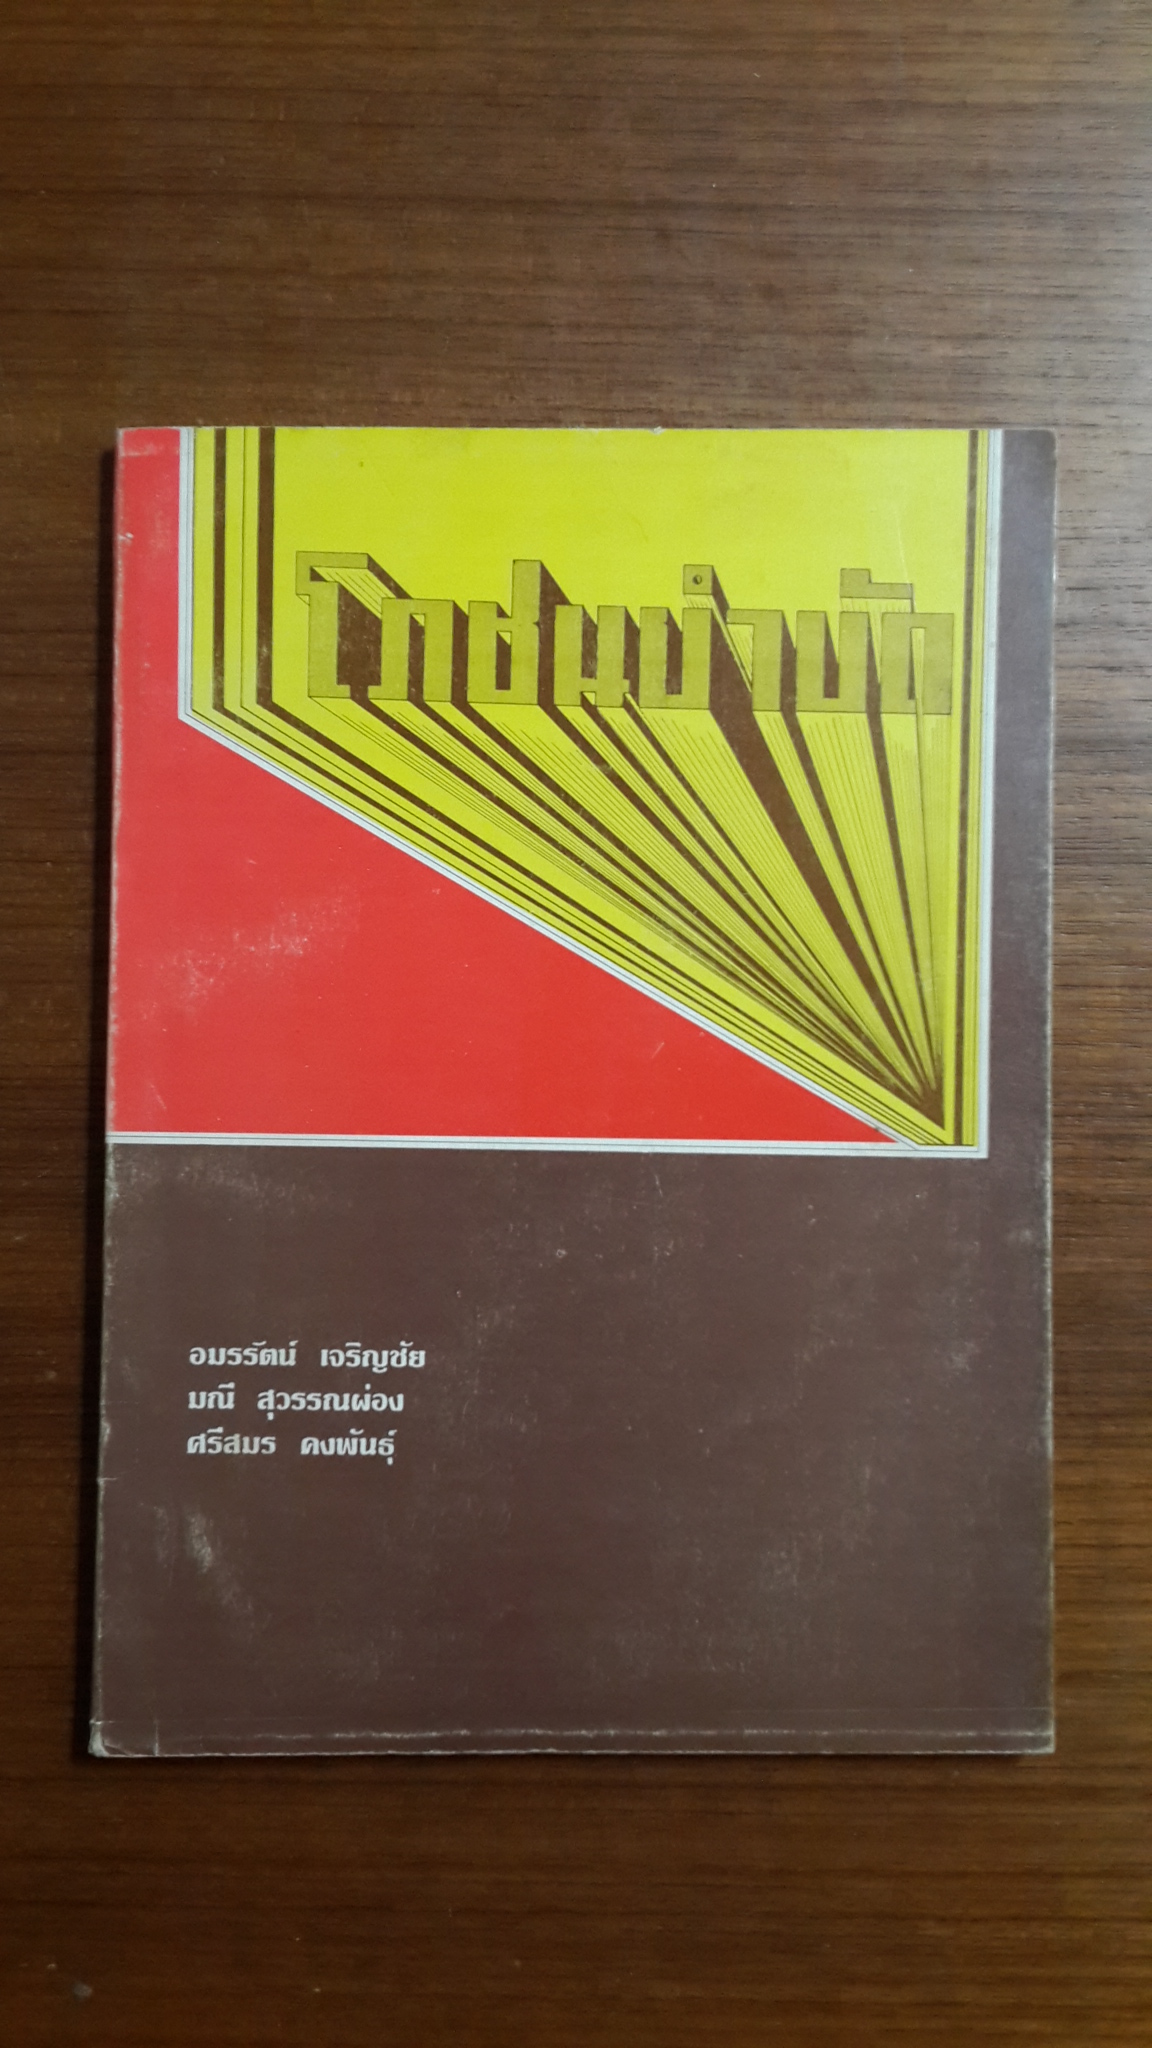 โภชนบำบัด
อมรรัตน์ เจริญชัย
มณี สุวรรณผ่อง
ศรีสมร คงพันธุ์